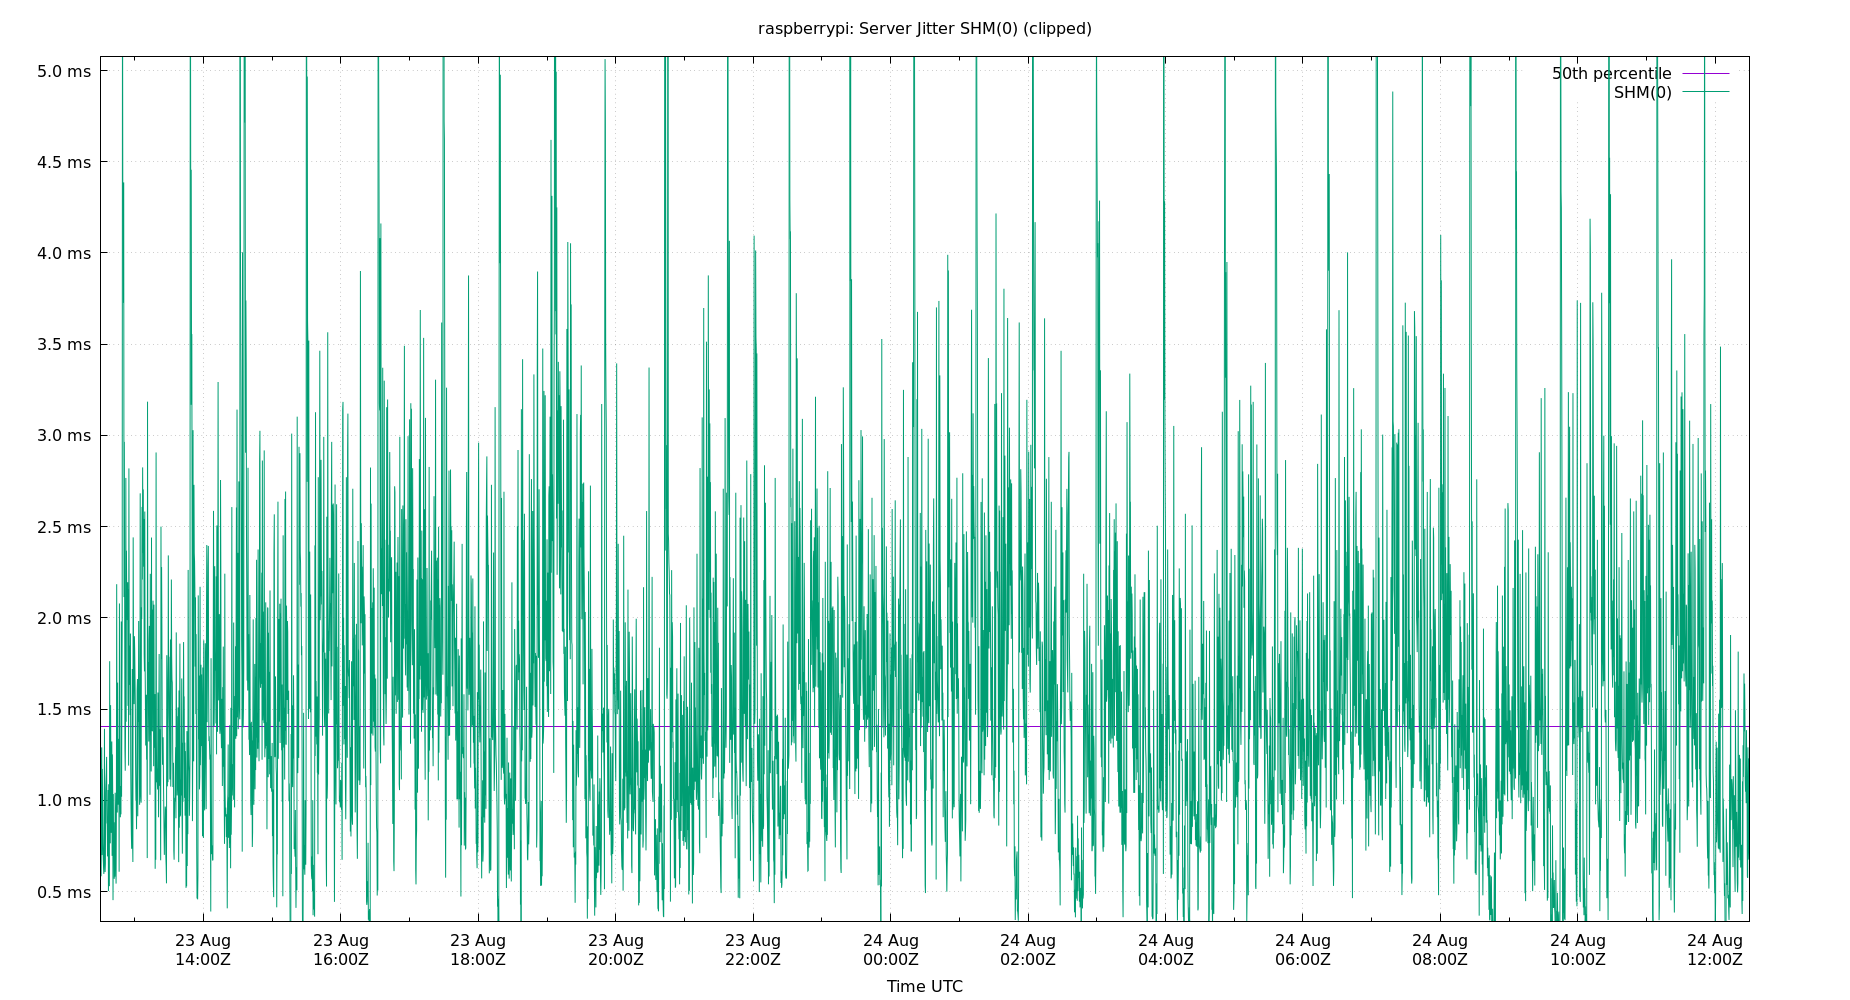 raspberrypi: Server Jitter SHM(0) (clipped)
5.0 ms
4.5 ms
4.0 ms
3.5 ms
3.0 ms
2.5 ms
2.0 ms
1.5 ms
1.0 ms
0.5 ms
50th percentile
SHM(0)
23 Aug 23 Aug 23 Aug 23 Aug 23 Aug 24 Aug 24 Aug 24 Aug 24 Aug 24 Aug 24 Aug 24 Aug
14:00Z 16:00Z 18:00Z 20:00Z 22:00Z 00:00Z 02:00Z 04:00Z 06:00Z 08:00Z 10:00Z 12:00Z
Time UTC